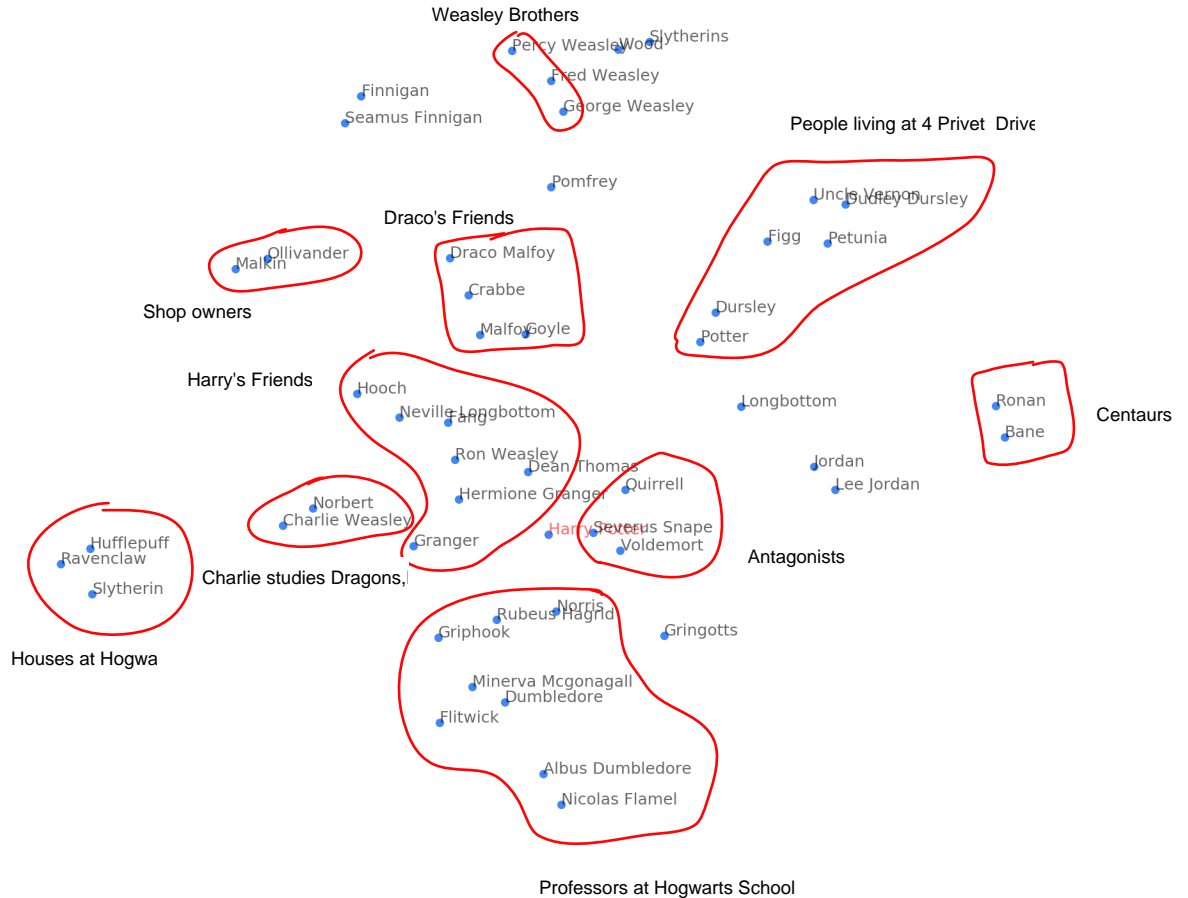 Weasley Brothers
Percy Weasley
Wood
Slytherins
Fred Weasley
Finnigan
George Weasley
Seamus Finnigan
People living at 4 Privet Drive
Pomfrey
Uncle Vernon
Dudley Dursley
Draco's Friends
Figg
Petunia
Ollivander
Malkin
Draco Malfoy
Crabbe
Shop owners
Dursley
Malfoy
Goyle
Potter
Harry's Friends
Hooch
Neville Longbottom
Fang
Longbottom
Ronan
Centaurs
Bane
Ron Weasley
Dean Thomas
Jordan
Lee Jordan
Quirrell
Hermione Granger
Norbert
Charlie Weasley
Harry Potter
Severus Snape
Voldemort
Granger
Hufflepuff
Ravenclaw
Slytherin
Antagonists
Charlie studies Dragons,
Norris
Rubeus Hagrid
Griphook
Gringotts
Houses at Hogwa
Minerva Mcgonagall
Dumbledore
Flitwick
Albus Dumbledore
Nicolas Flamel
Professors at Hogwarts School